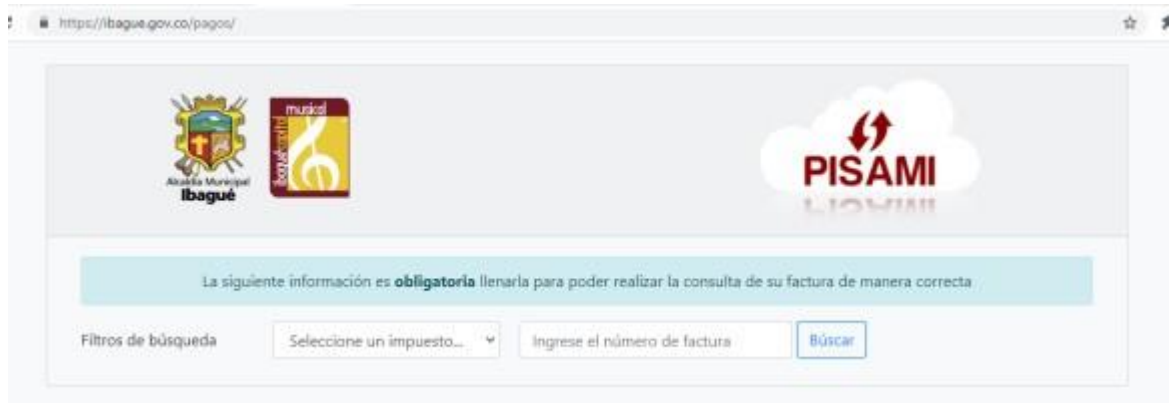 https://ibague.gov.co/pagos/
musical
ibaguécapital
Alcaldía Municipal
Ibagué
PISAMI
La siguiente información es obligatoria llenarla para poder realizar la consulta de su factura de manera correcta
Filtros de búsqueda Seleccione un impuesto... Ingrese el número de factura Búscar